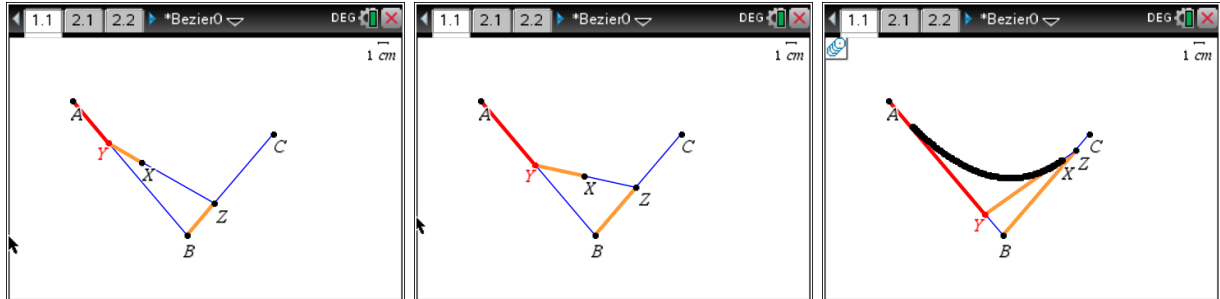 1.1 2.1 2.2 *Bezier0 DEG
1 cm
A
Y
X
C
Z
B
1.1 2.1 2.2 *Bezier0 DEG
1 cm
A
Y
X
C
Z
B
1.1 2.1 2.2 *Bezier0 DEG
1 cm
A
C
X Z
Y
B